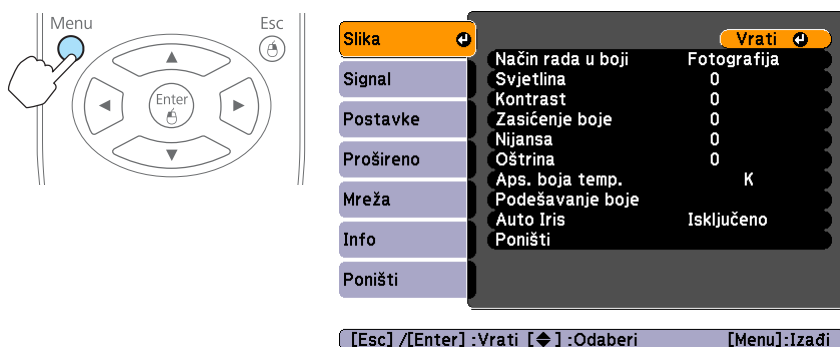 Menu
Esc
Enter
Slika
Signal
Postavke
Prošireno
Mreža
Info
Poništi
Vrati
Način rada u boji Fotografija
Svjetlina 0
Kontrast 0
Zasićenje boje 0
Nijansa 0
Oštrina 0
Aps. boja temp. K
Podešavanje boje
Auto Iris Isključeno
Poništi
[Esc] /[Enter] :Vrati [◆] :Odaberi [Menu]:Izađi